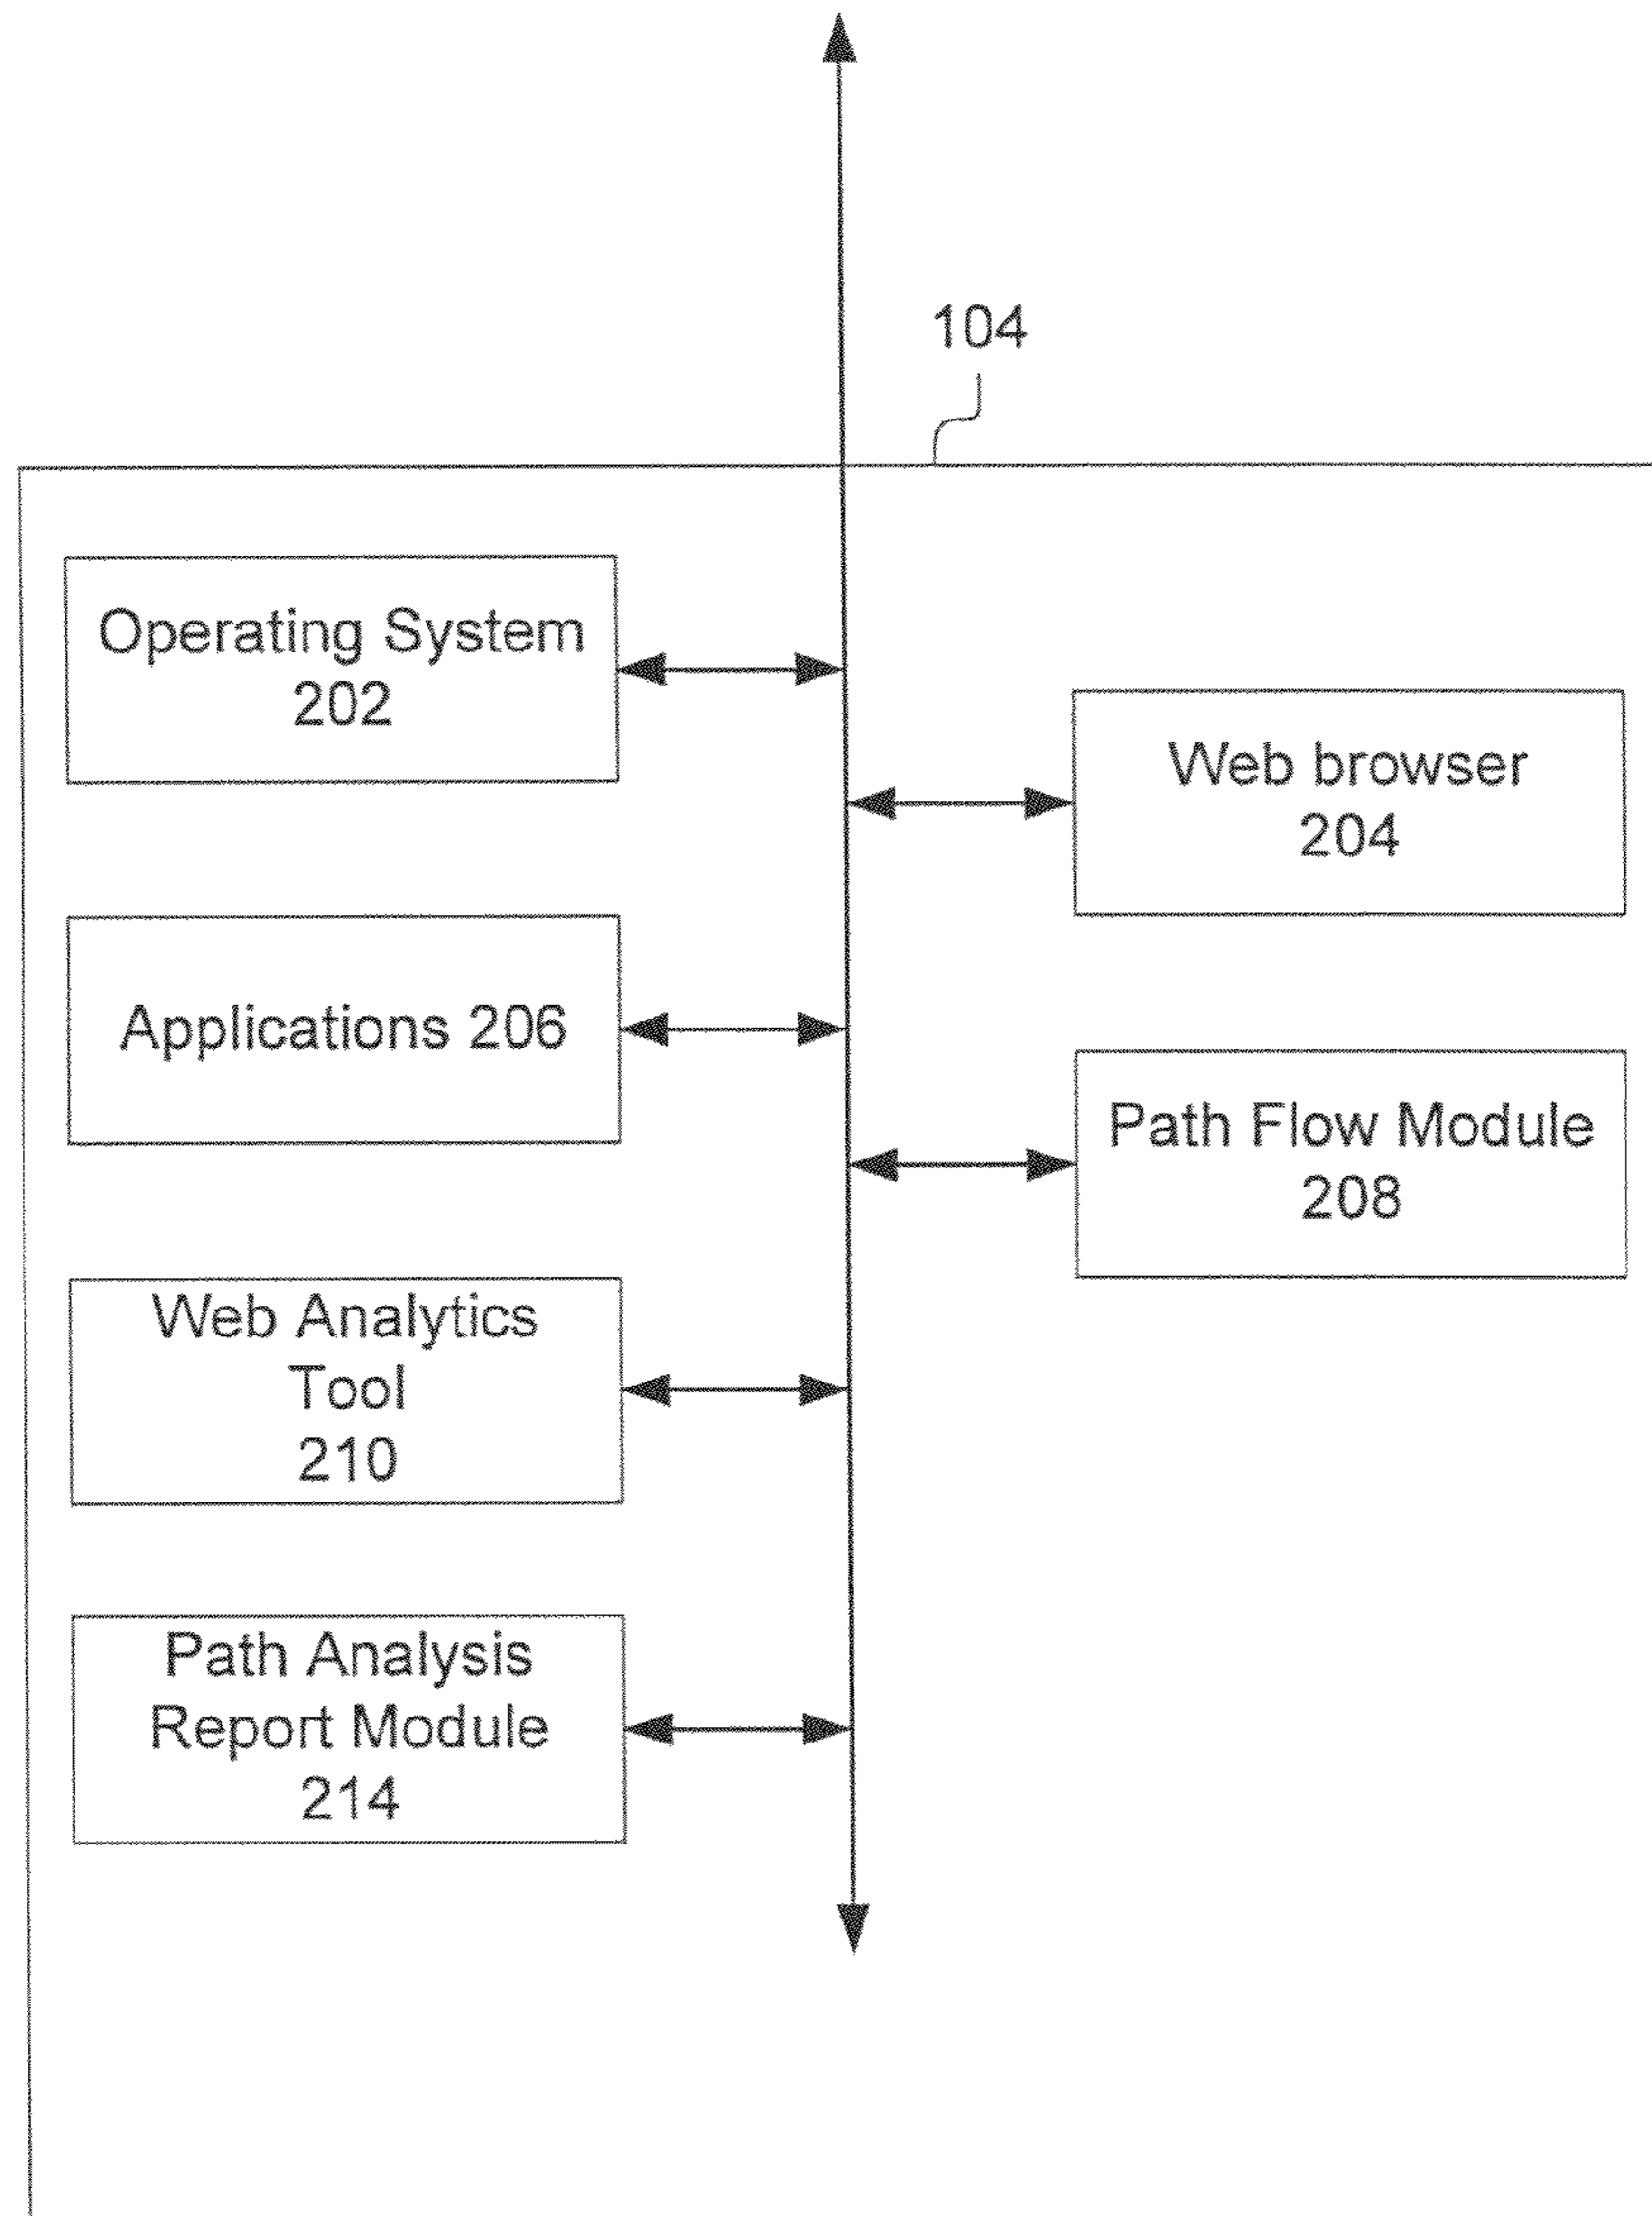 104
Operating System
202
Web browser
204
Applications 206
Path Flow Module
208
Web Analytics
Tool
210
Path Analysis
Report Module
214